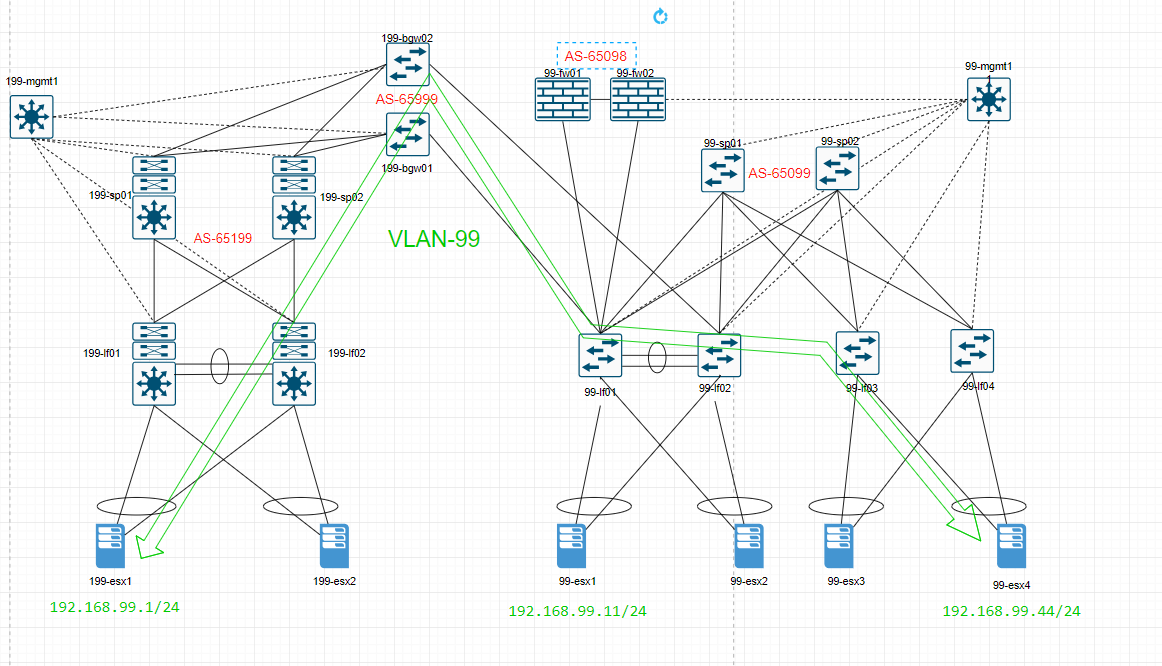 199-bgw02
AS-65098
199-mgmt1
99-fw01
199-fw02
99-mgmt1
1
AS-65999
199-bgw01
99-sp01
99-sp02
AS-65099
199-sp01
199-sp02
AS-65199
VLAN-99
199-lf01
199-lf02
99-lf01
99-lf02
99-lf03
99-lf04
199-esx1
199-esx2
99-esx1
99-esx2
99-esx3
99-esx4
192.168.99.1/24
192.168.99.11/24
192.168.99.44/24